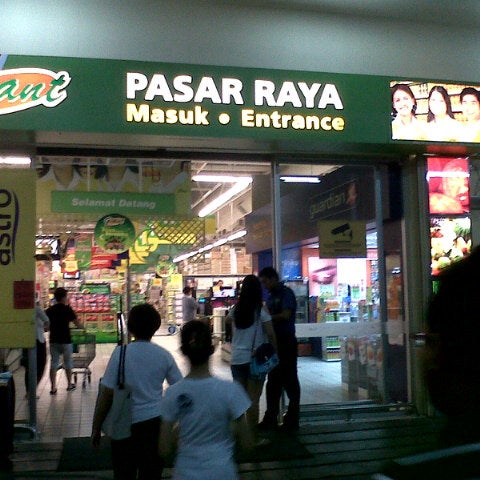 ant
PASAR RAYA
Masuk • Entrance
Selamat Datang
guardian
astro